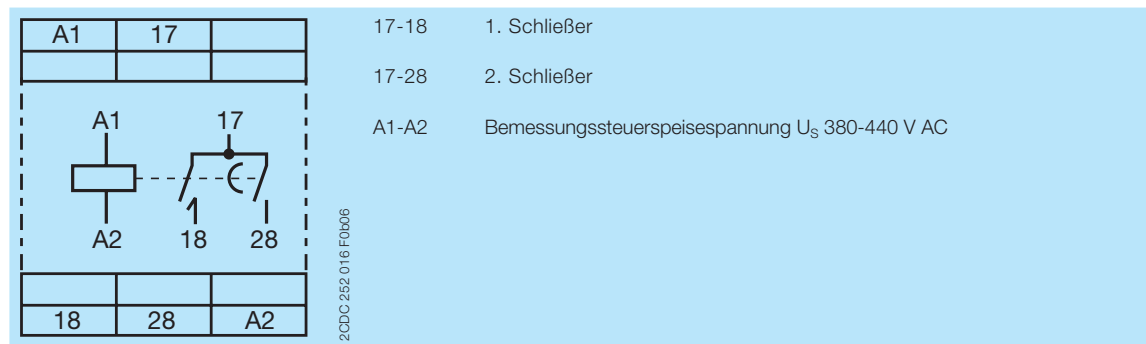 A1 17
A1 17
A2 18 28
18 28 A2
2CDC 252 016 F0b06
17-18 1. Schließer
17-28 2. Schließer
A1-A2 Bemessungssteuerspeisespannung US 380-440 V AC